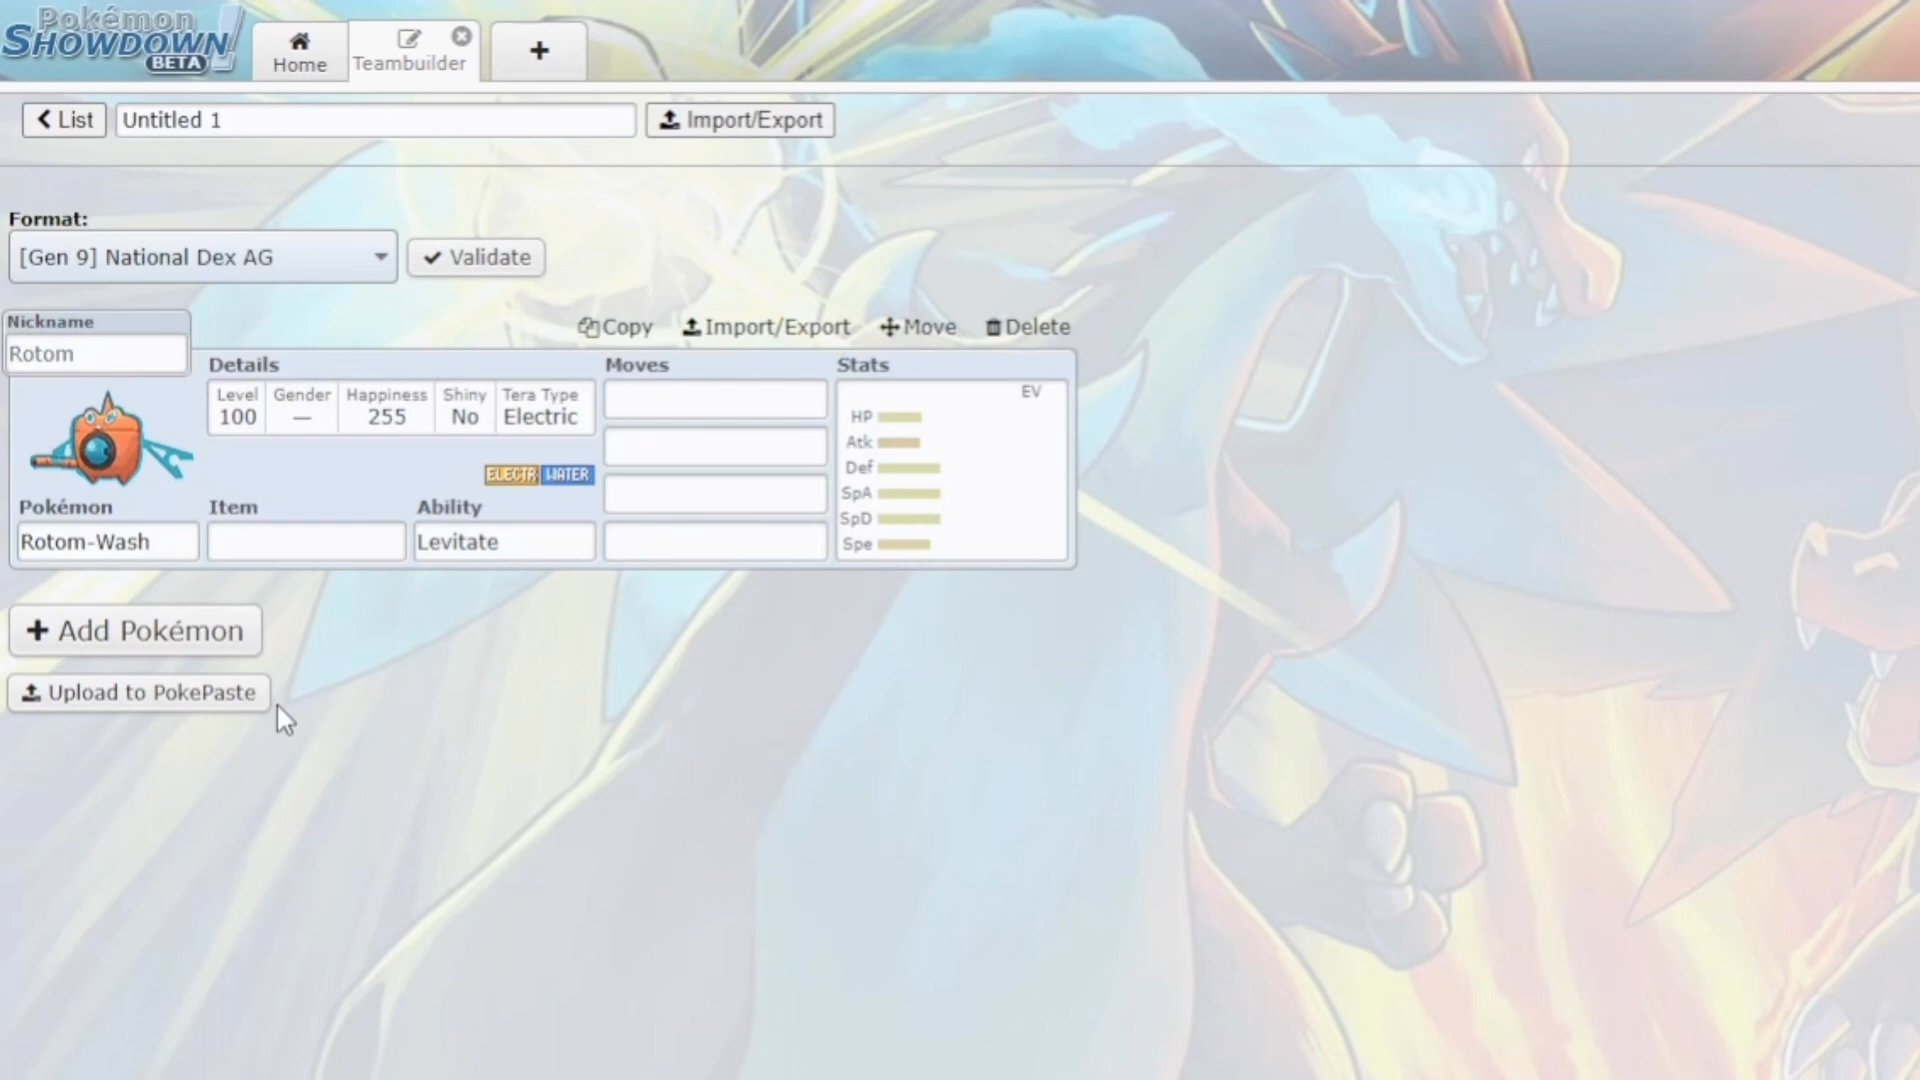 Pokémon
SHOWDOWN!
BETA
Home
Teambuilder
List
Untitled 1
Import/Export
Format:
[Gen 9] National Dex AG
Validate
Nickname
Rotom
Copy
Import/Export
Move
Delete
Details
Moves
Stats
Level
Gender
Happiness
Shiny
Tera Type
100
—
255
No
Electric
EV
HP
Atk
Def
SpA
SpD
Spe
ELECTR
WATER
Pokémon
Item
Ability
Rotom-Wash
Levitate
Add Pokémon
Upload to PokePaste